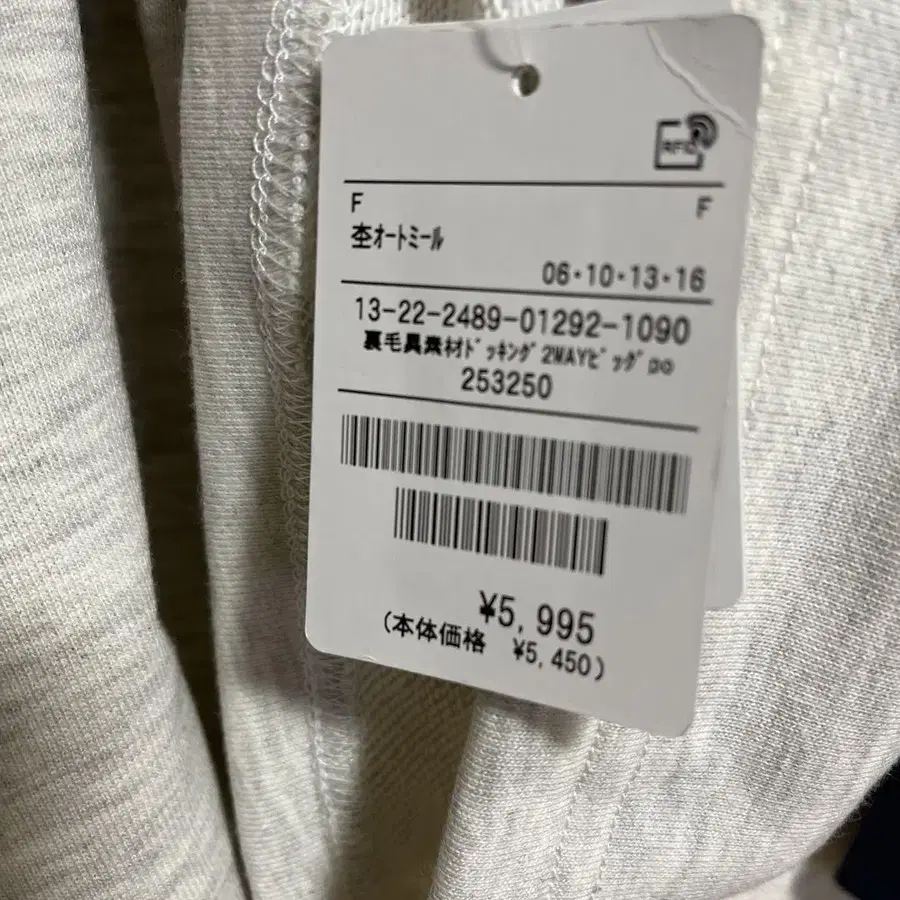 RFID
F F
杢ｵｰﾄﾐｰﾙ
06・10・13・16
13-22-2489-01292-1090
裏毛異素材ﾄﾞｯｷﾝｸﾞ2WAYﾋﾞｯｸﾞpo
253250
¥5,995
(本体価格 ¥5,450)